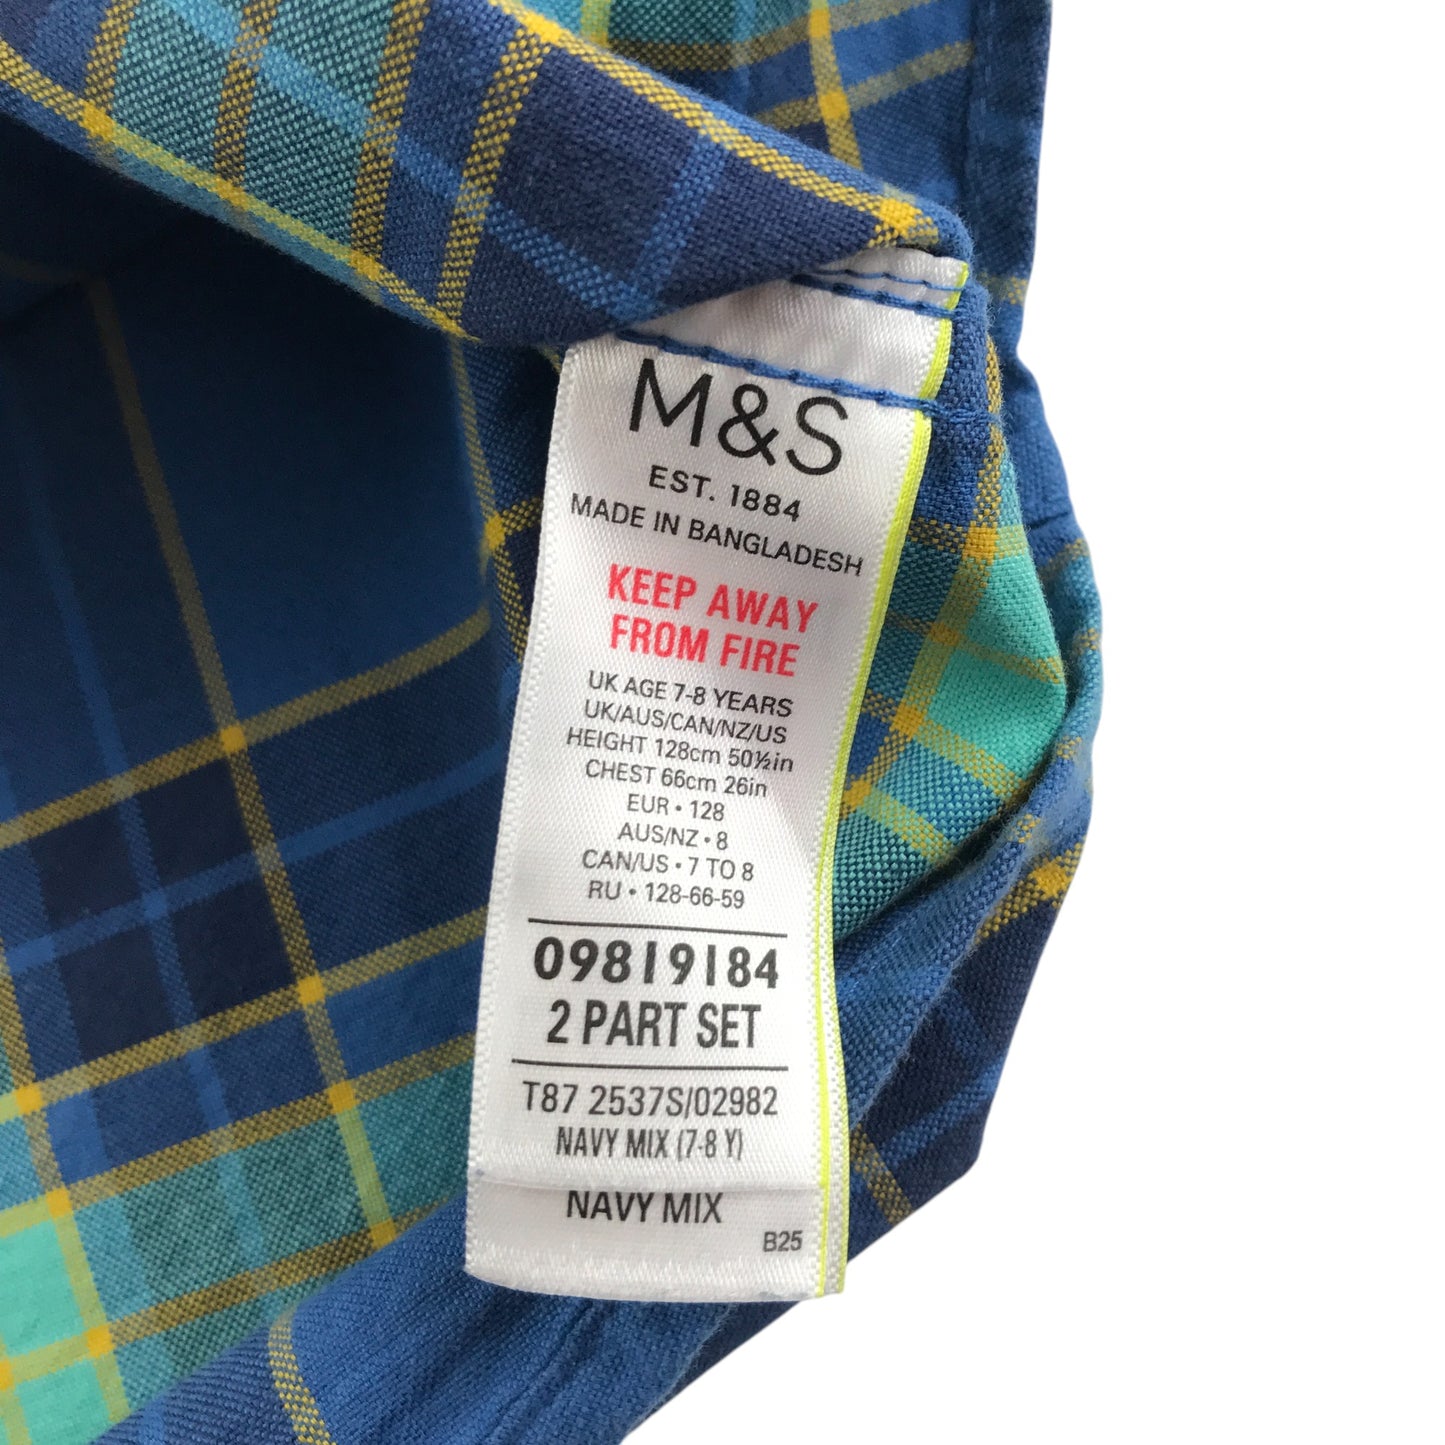 M&S
EST. 1884
MADE IN BANGLADESH
KEEP AWAY
FROM FIRE
UK AGE 7-8 YEARS
UK/AUS/CAN/NZ/US
HEIGHT 128cm 50½in
CHEST 66cm 26in
EUR • 128
AUS/NZ • 8
CAN/US • 7 TO 8
RU • 128-66-59
09819184
2 PART SET
T87 2537S/02982
NAVY MIX (7-8 Y)
NAVY MIX
B25